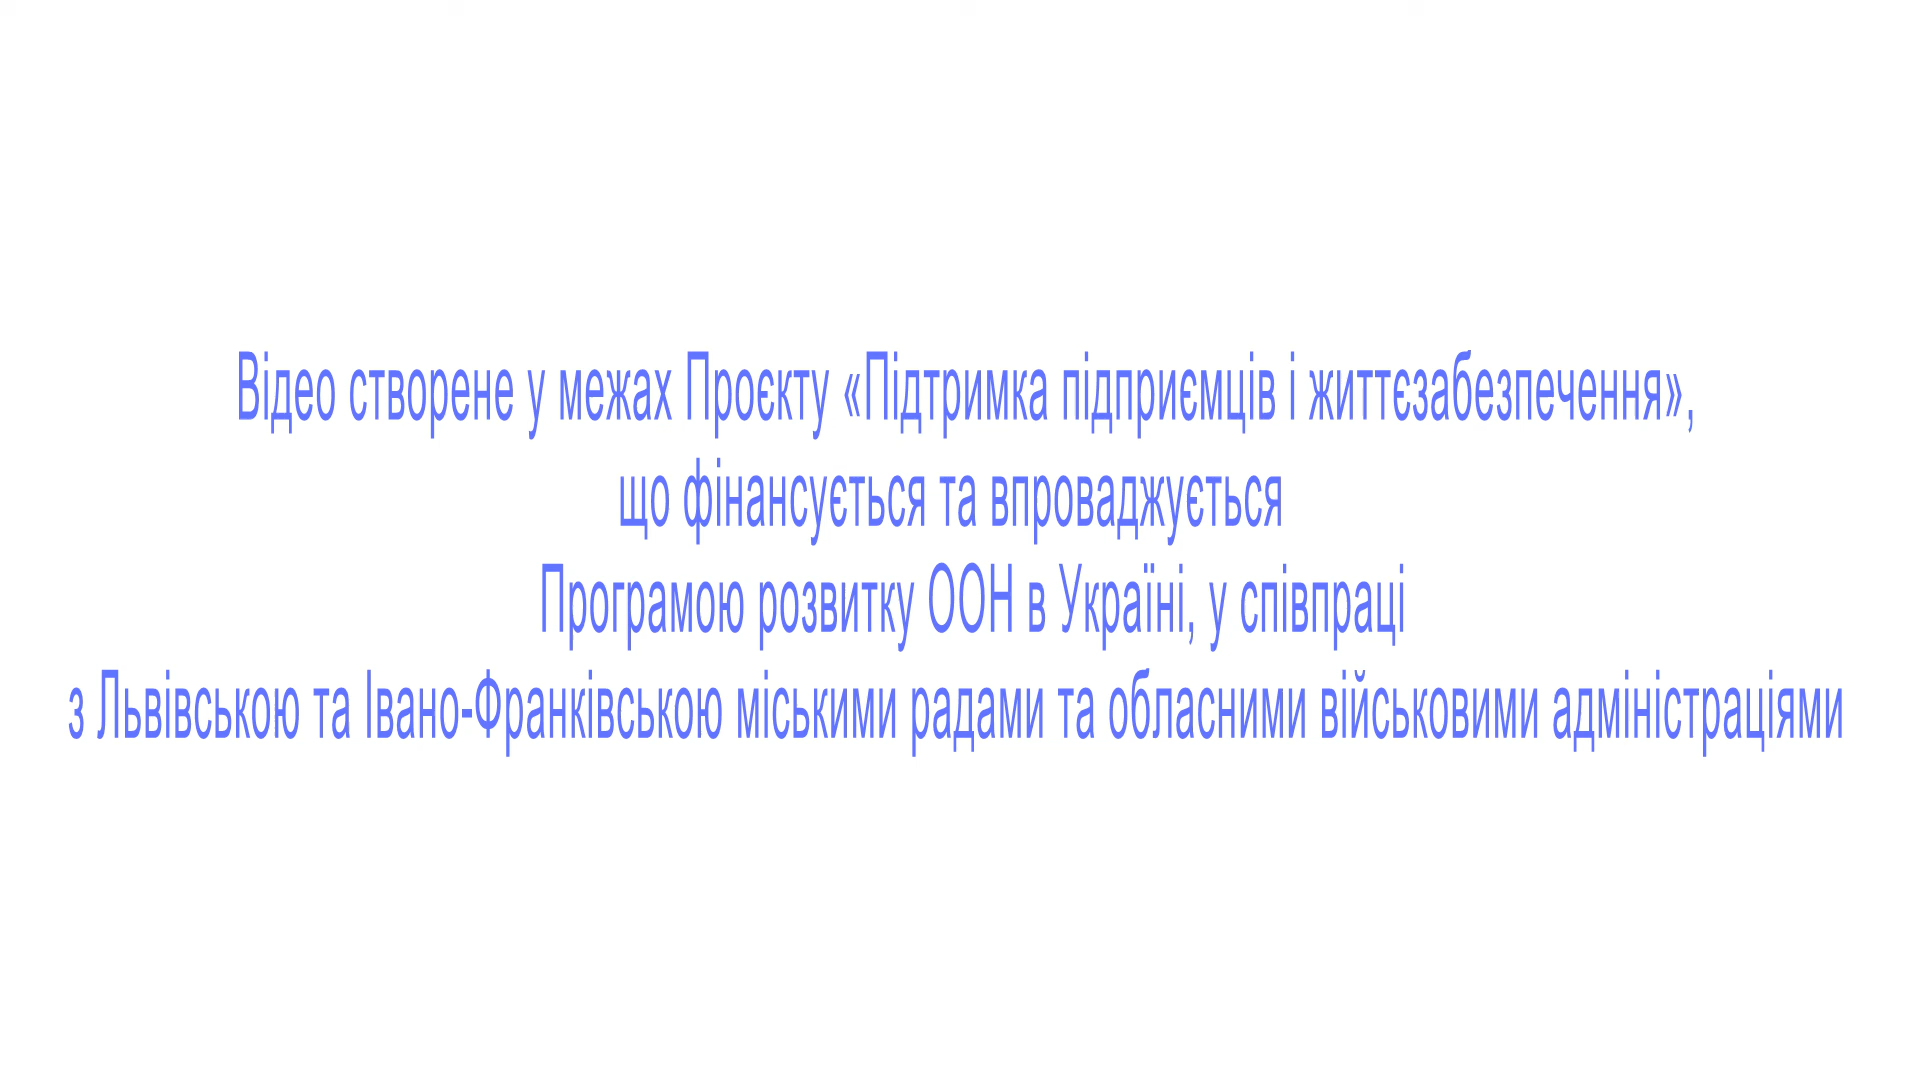 Відео створене у межах Проєкту «Підтримка підприємців і життєзабезпечення»,
що фінансується та впроваджується
Програмою розвитку ООН в Україні, у співпраці
з Львівською та Івано-Франківською міськими радами та обласними військовими адміністраціями